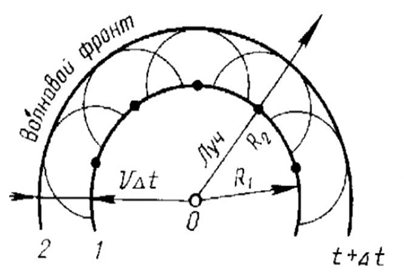 Волновой фронт
Луч
R₂
R₁
VΔt
O
2
1
t+Δt